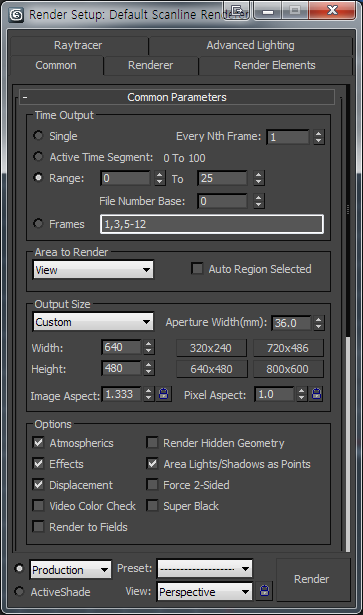 Render Setup: Default Scanline Renderer
Raytracer Advanced Lighting
Common Renderer Render Elements
- Common Parameters
Time Output
Single Every Nth Frame: 1
Active Time Segment: 0 To 100
Range: 0 To 25
File Number Base: 0
Frames 1,3,5-12
Area to Render
View Auto Region Selected
Output Size
Custom Aperture Width(mm): 36.0
Width: 640 320x240 720x486
Height: 480 640x480 800x600
Image Aspect: 1.333 Pixel Aspect: 1.0
Options
Atmospherics Render Hidden Geometry
Effects Area Lights/Shadows as Points
Displacement Force 2-Sided
Video Color Check Super Black
Render to Fields
Production Preset: -------------------- Render
ActiveShade View: Perspective